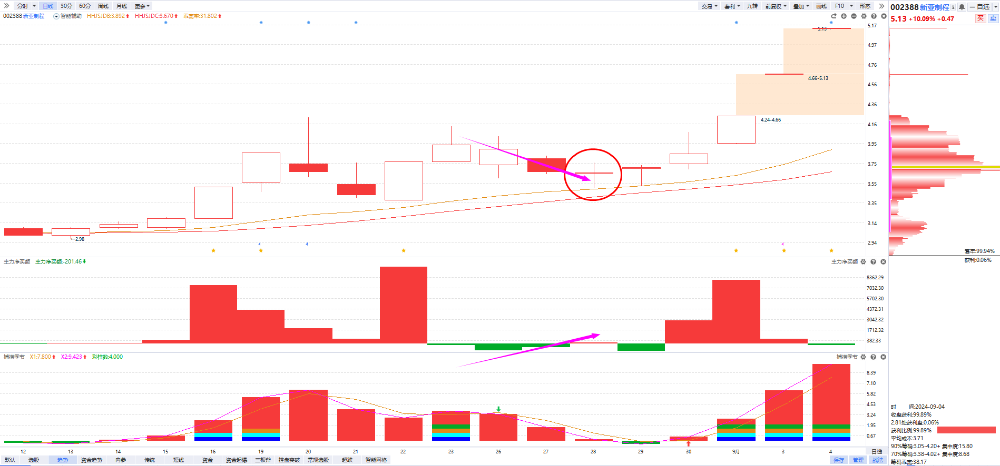 分时 日线 30分 60分 周线 月线 更多 交易 套利 九转 前复权 叠加 画线 F10 形态
002388 新亚制程 自选
002388 新亚制程 智能辅助 HHJSJDB:3.892 HHJSJDC:3.670 乖离率:31.802
5.13 +10.09% +0.47 买 卖
5.17
5.13
4.97
4.76
4.66-5.13
4.56
4.36
4.24-4.66
4.16
3.95
3.75
3.55
3.35
3.14
←2.98
2.94
套牢:99.94%
获利:0.06%
主力净买额 主力净买额:-201.46 主力净买额
8362.29
7032.30
5702.30
4372.31
3042.32
1712.32
382.33
捕捞季节 X1:7.800 X2:9.423 彩柱数:4.000 捕捞季节
8.39
7.10
5.82
4.53
3.24
1.95
0.67
时 间:2024-09-04
收盘获利:99.89%
2.81处获利盘:0.06%
获利比例:99.89%
平均成本:3.71
90%筹码:3.05-4.20+ 集中度:15.80
70%筹码:3.38-4.02+ 集中度:8.68
筹码乖离:38.17
12 13 14 15 16 19 20 21 22 23 26 27 28 29 30 9月 3 4 日线
默认 选股 趋势 资金趋势 内参 传统 短线 资金 资金起爆 三板斧 控盘突破 常规选股 超跌 智能网格 保存 管理 战法